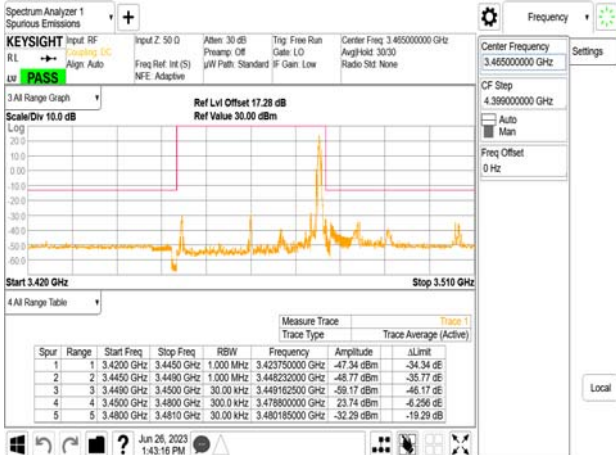 Spectrum Analyzer 1
Spurious Emissions
Frequency
KEYSIGHT Input: RF Input Z: 50 Ω Atten: 30 dB Trig: Free Run Center Freq: 3.465000000 GHz
RL Coupling: DC Preamp: Off Gate: LO Avg|Hold: 30/30
Align: Auto Freq Ref: Int (S) µW Path: Standard IF Gain: Low Radio Std: None
NFE: Adaptive
LV PASS
Center Frequency
3.465000000 GHz
Settings
CF Step
4.399000000 GHz
Auto
Man
Freq Offset
0 Hz
Local
3 All Range Graph
Ref Lvl Offset 17.28 dB
Scale/Div 10.0 dB Ref Value 30.00 dBm
Log
20.0
10.0
0.00
-10.0
-20.0
-30.0
-40.0
-50.0
-60.0
Start 3.420 GHz Stop 3.510 GHz
4 All Range Table
Measure Trace Trace 1
Trace Type Trace Average (Active)
Spur Range Start Freq Stop Freq RBW Frequency Amplitude ΔLimit
1 1 3.4200 GHz 3.4450 GHz 1.000 MHz 3.423750000 GHz -47.34 dBm -34.34 dE
2 2 3.4450 GHz 3.4490 GHz 1.000 MHz 3.448232000 GHz -48.77 dBm -35.77 dE
3 3 3.4490 GHz 3.4500 GHz 30.00 kHz 3.449162500 GHz -59.17 dBm -46.17 dE
4 4 3.4500 GHz 3.4800 GHz 300.0 kHz 3.478800000 GHz 23.74 dBm -6.256 dE
5 5 3.4800 GHz 3.4810 GHz 30.00 kHz 3.480185000 GHz -32.29 dBm -19.29 dB
?
Jun 26, 2023
1:43:16 PM